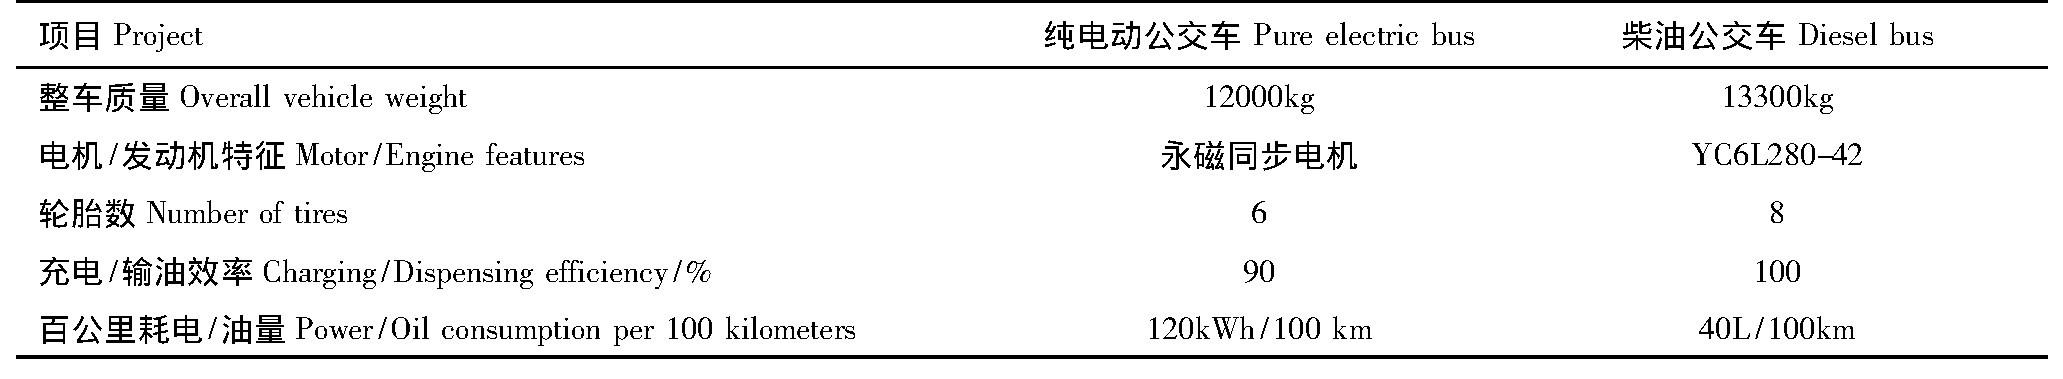 项目 Project 纯电动公交车 Pure electric bus 柴油公交车 Diesel bus
整车质量 Overall vehicle weight 12000kg 13300kg
电机/发动机特征 Motor/Engine features 永磁同步电机 YC6L280-42
轮胎数 Number of tires 6 8
充电/输油效率 Charging/Dispensing efficiency/% 90 100
百公里耗电/油量 Power/Oil consumption per 100 kilometers 120kWh/100 km 40L/100km